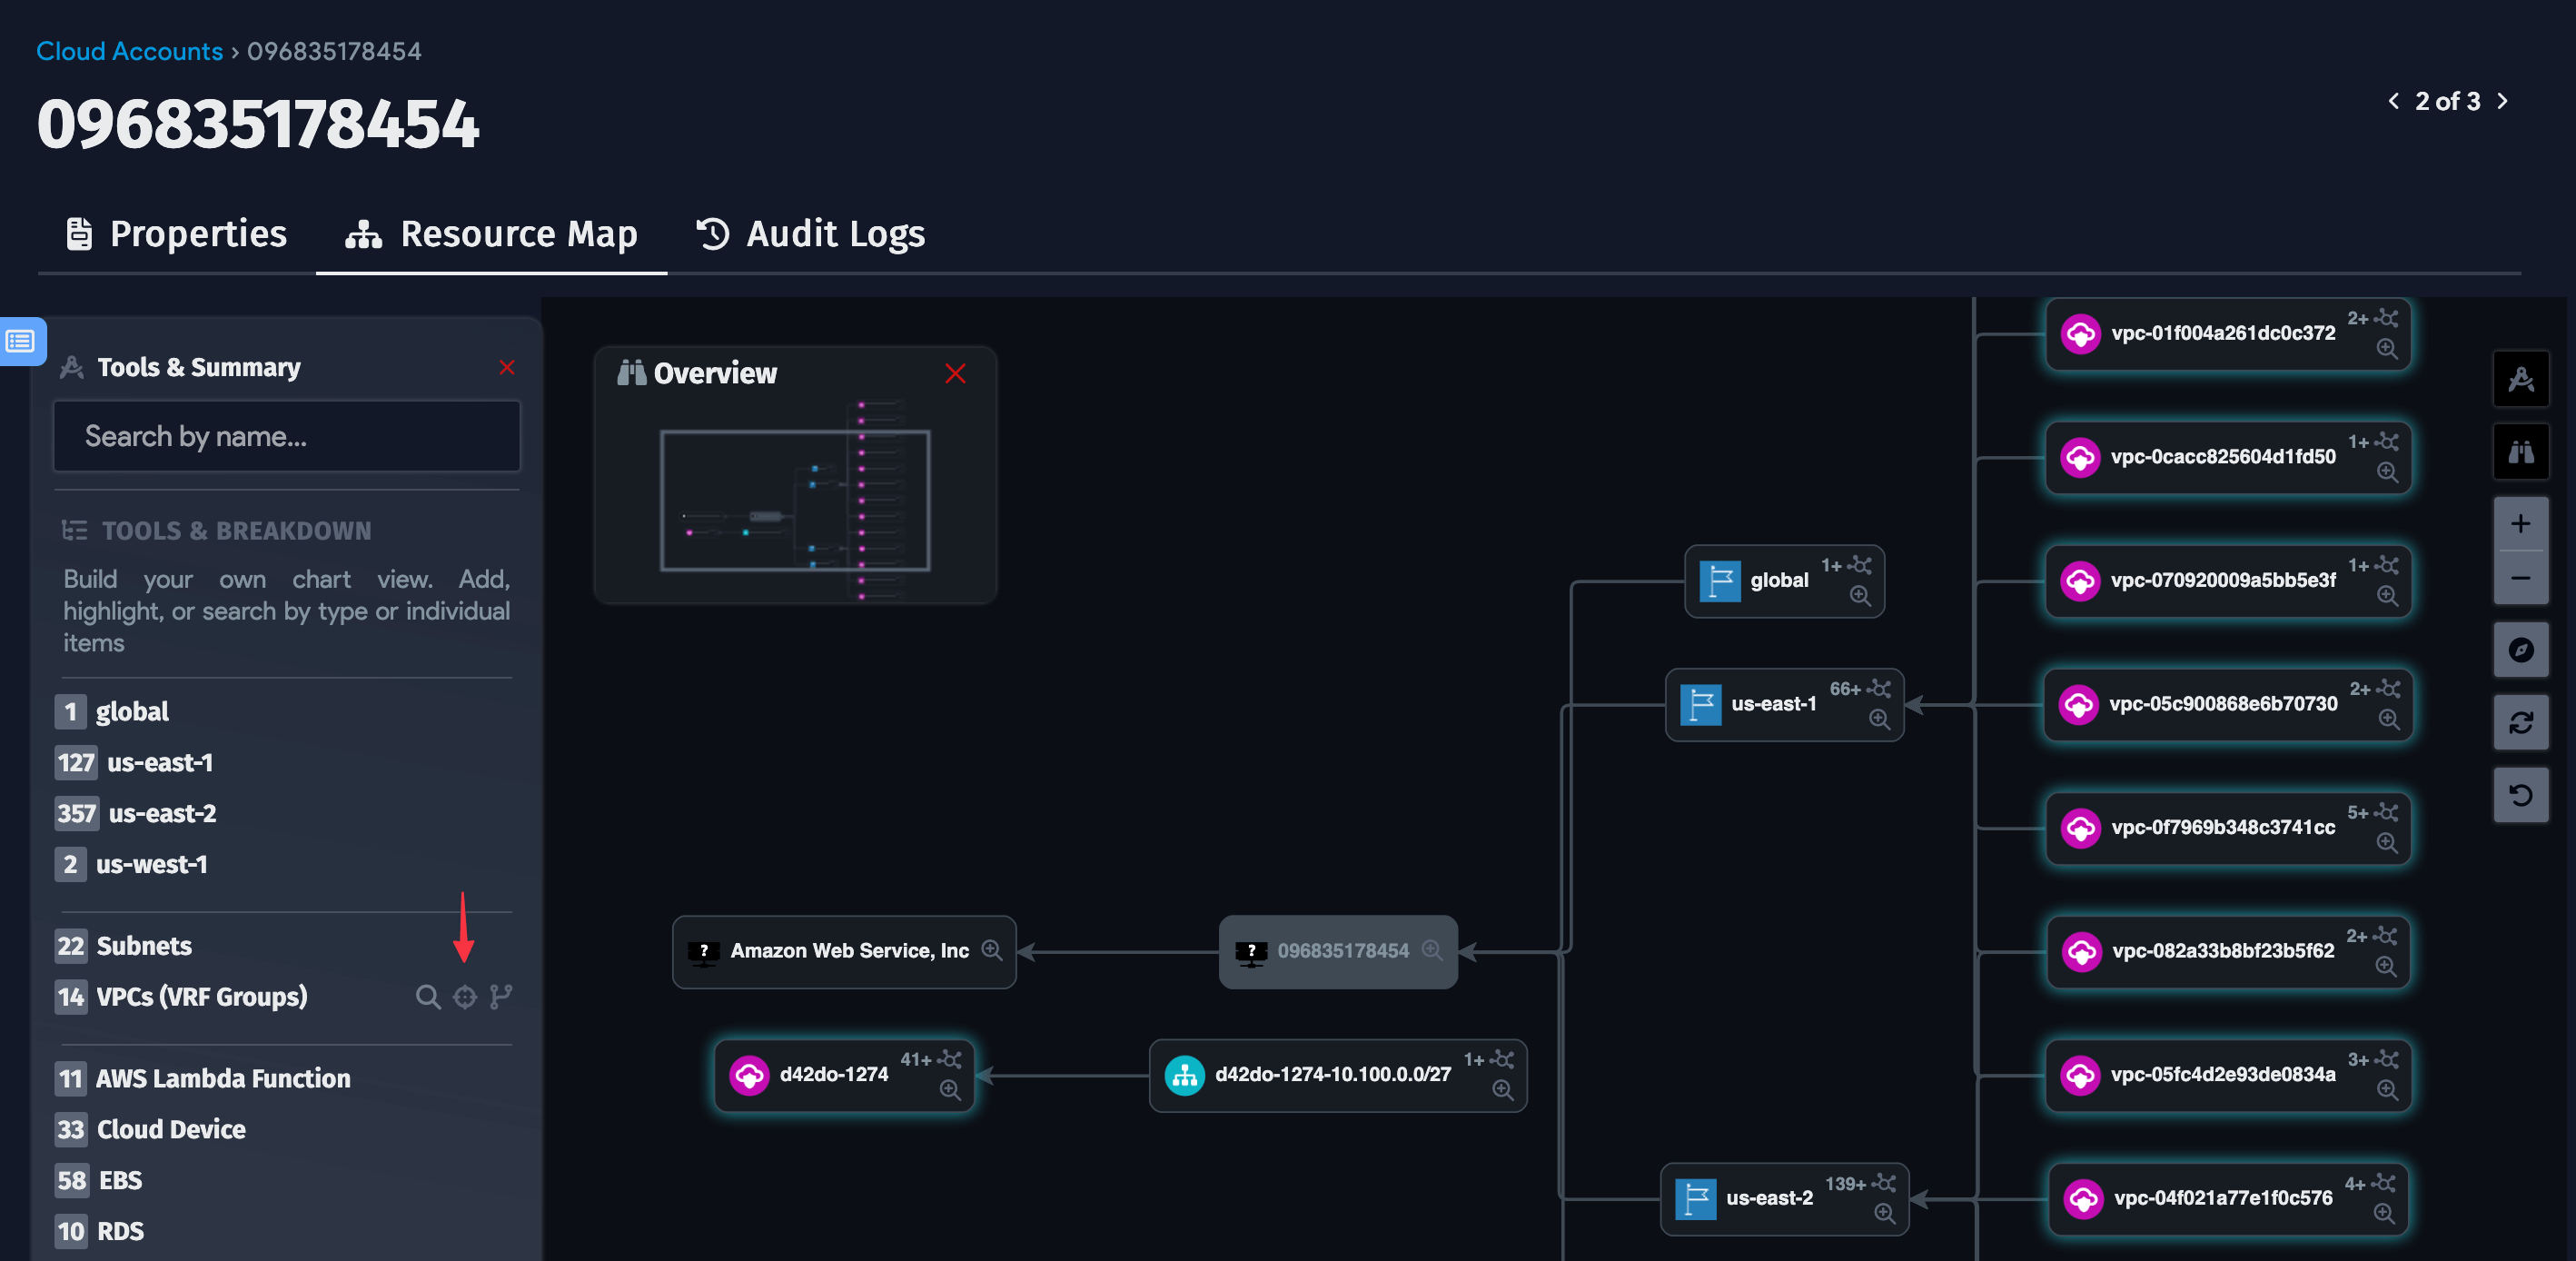 Cloud Accounts › 096835178454
096835178454
2 of 3
Properties
Resource Map
Audit Logs
Tools & Summary
Search by name...
TOOLS & BREAKDOWN
Build your own chart view. Add,
highlight, or search by type or individual
items
1 global
127 us-east-1
357 us-east-2
2 us-west-1
22 Subnets
14 VPCs (VRF Groups)
11 AWS Lambda Function
33 Cloud Device
58 EBS
10 RDS
Overview
Amazon Web Service, Inc
096835178454
d42do-1274 41+
d42do-1274-10.100.0.0/27 1+
global 1+
us-east-1 66+
us-east-2 139+
vpc-01f004a261dc0c372 2+
vpc-0cacc825604d1fd50 1+
vpc-070920009a5bb5e3f 1+
vpc-05c900868e6b70730 2+
vpc-0f7969b348c3741cc 5+
vpc-082a33b8bf23b5f62 2+
vpc-05fc4d2e93de0834a 3+
vpc-04f021a77e1f0c576 4+